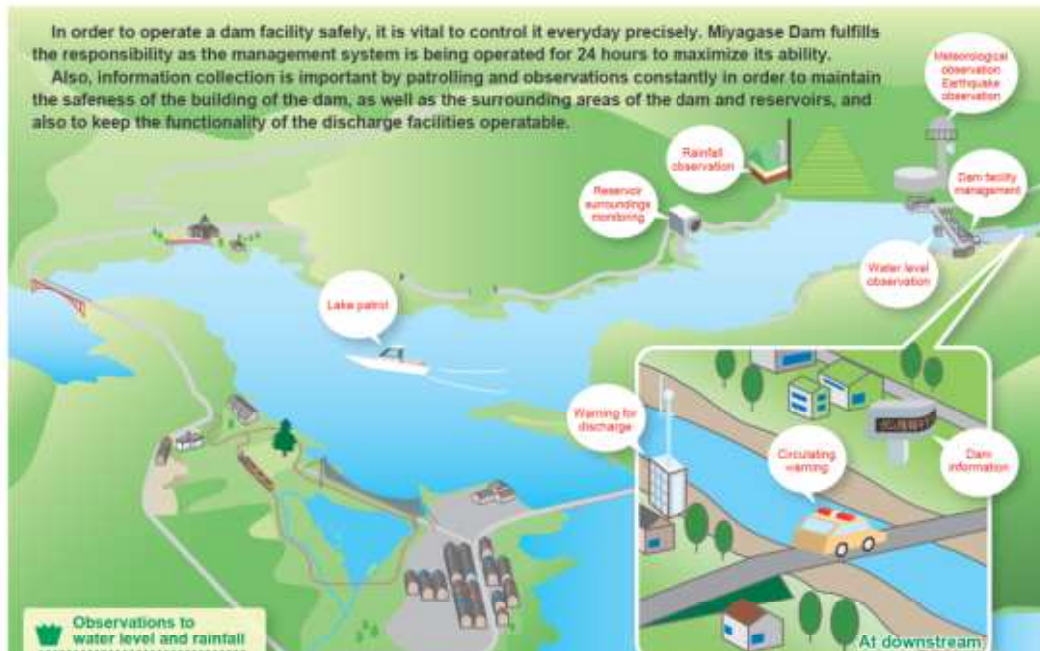 In order to operate a dam facility safely, it is vital to control it everyday precisely. Miyagase Dam fulfills
the responsibility as the management system is being operated for 24 hours to maximize its ability.
Also, information collection is important by patrolling and observations constantly in order to maintain
the safeness of the building of the dam, as well as the surrounding areas of the dam and reservoirs, and
also to keep the functionality of the discharge facilities operatable.
Meteorological
observation
Earthquake
observation
Rainfall
observation
Dam facility
management
Reservoir
surroundings
monitoring
Water level
observation
Lake patrol
Warning for
discharge
Circulating
warning
Dam
information
Observations to
water level and rainfall
At downstream